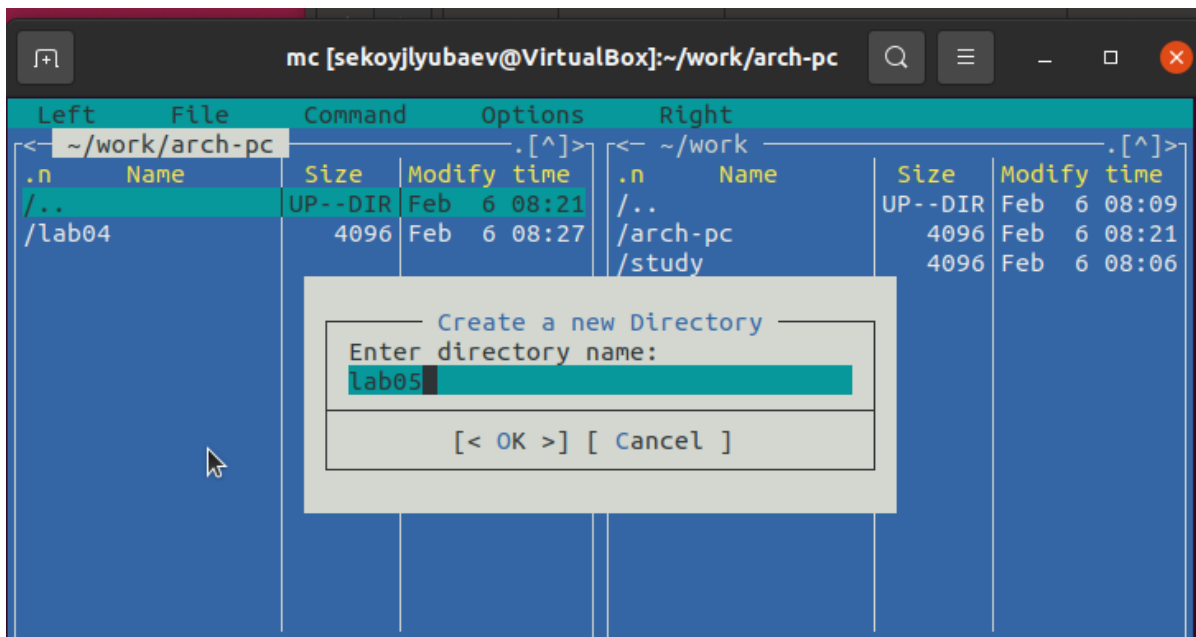 mc [sekoyjlyubaev@VirtualBox]:~/work/arch-pc
Left File Command Options Right
<- ~/work/arch-pc .[^]> <- ~/work .[^]>
.n Name Size Modify time .n Name Size Modify time
/.. UP--DIR Feb 6 08:21 /.. UP--DIR Feb 6 08:09
/lab04 4096 Feb 6 08:27 /arch-pc 4096 Feb 6 08:21
/study 4096 Feb 6 08:06
Create a new Directory
Enter directory name:
lab05
[< OK >] [ Cancel ]